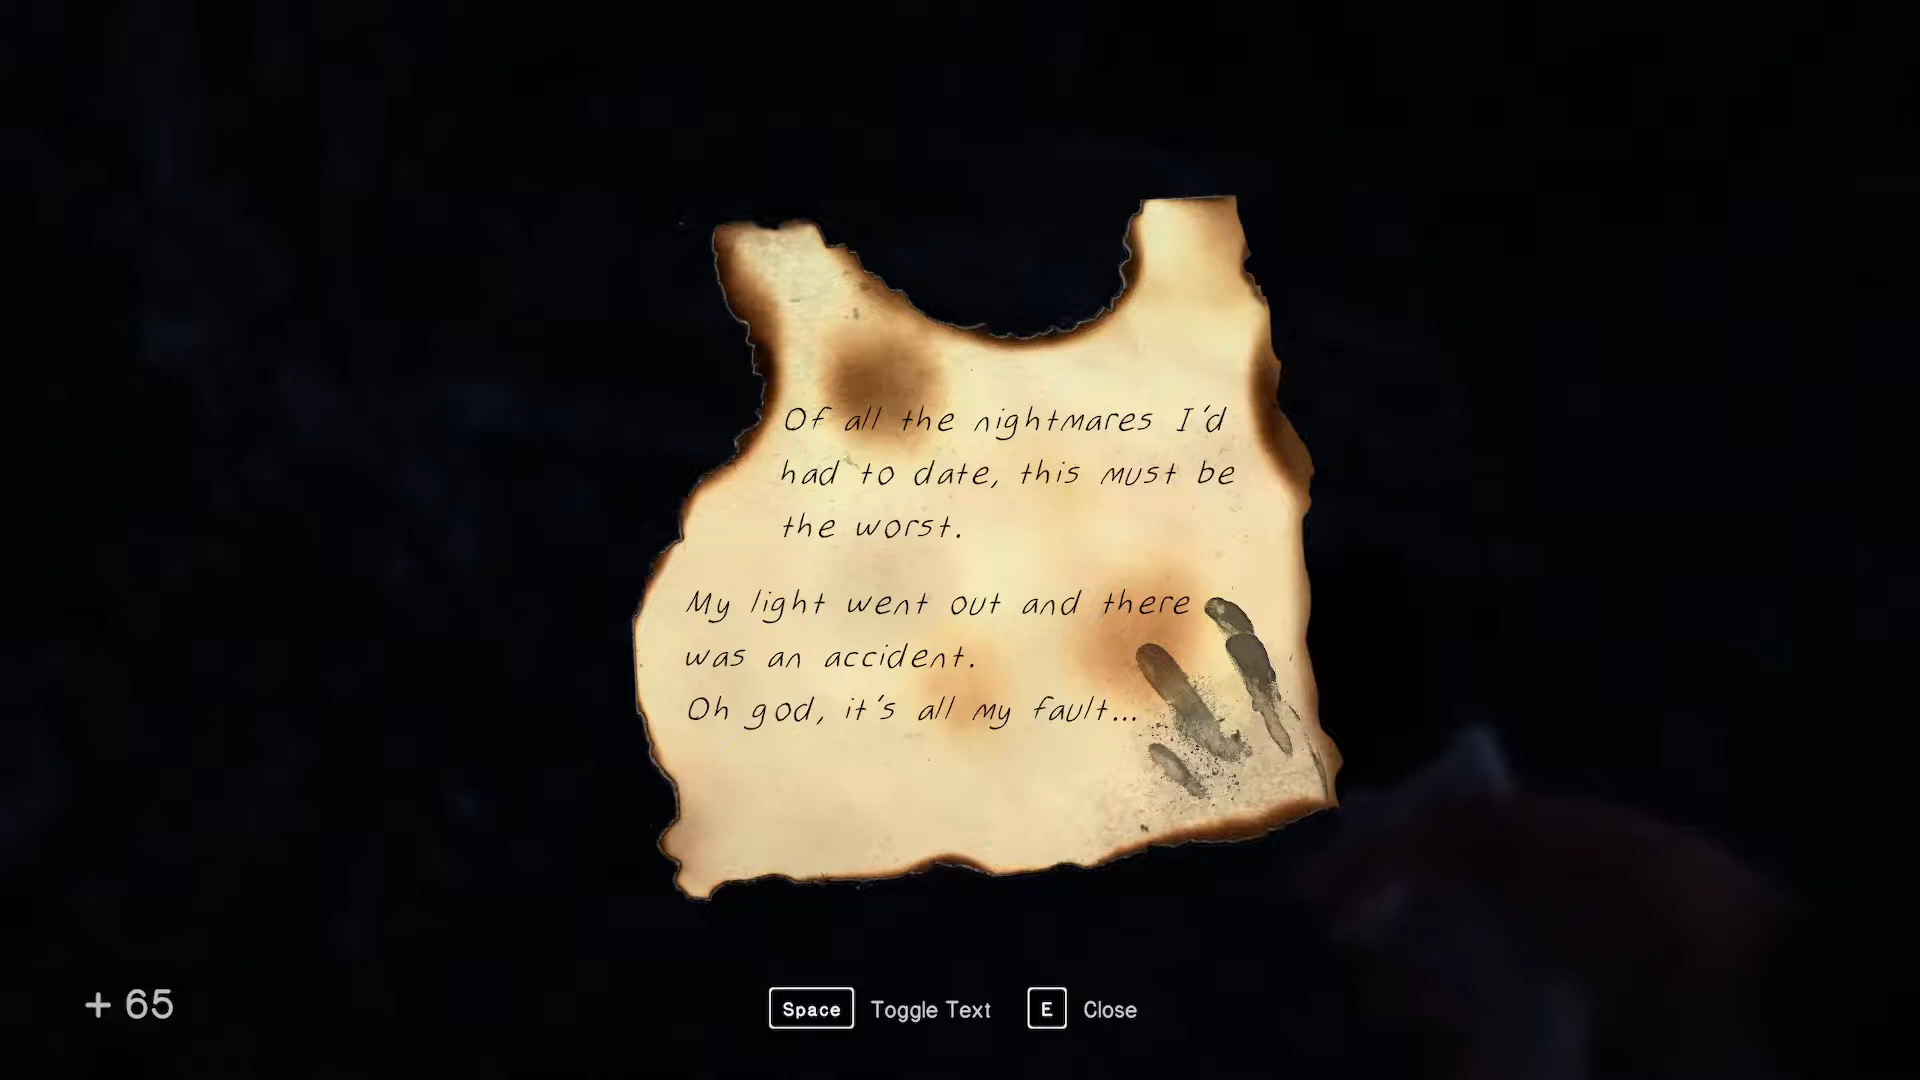 Of all the nightmares I'd
had to date, this must be
the worst.
My light went out and there
was an accident.
Oh god, it's all my fault...
+ 65
Space Toggle Text E Close